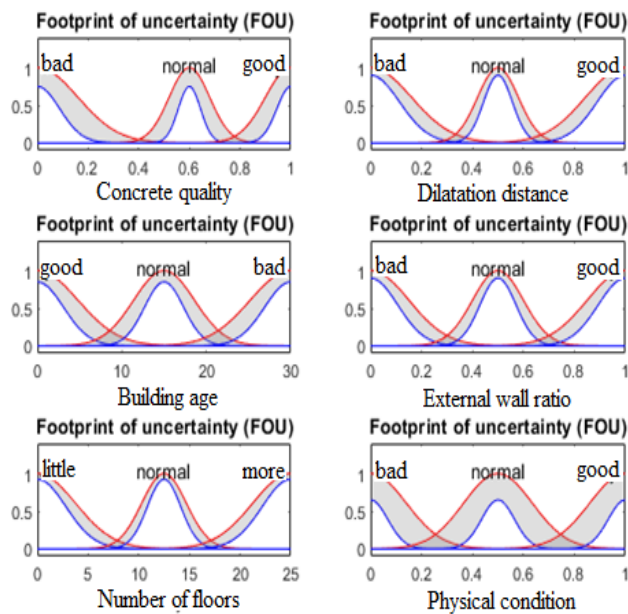 Footprint of uncertainty (FOU)
bad normal good
1
0.5
0
0 0.2 0.4 0.6 0.8 1
Concrete quality
Footprint of uncertainty (FOU)
bad normal good
1
0.5
0
0 0.2 0.4 0.6 0.8 1
Dilatation distance
Footprint of uncertainty (FOU)
good normal bad
1
0.5
0
0 10 20 30
Building age
Footprint of uncertainty (FOU)
bad normal good
1
0.5
0
0 0.2 0.4 0.6 0.8 1
External wall ratio
Footprint of uncertainty (FOU)
little normal more
1
0.5
0
0 5 10 15 20 25
Number of floors
Footprint of uncertainty (FOU)
bad normal good
1
0.5
0
0 0.2 0.4 0.6 0.8 1
Physical condition